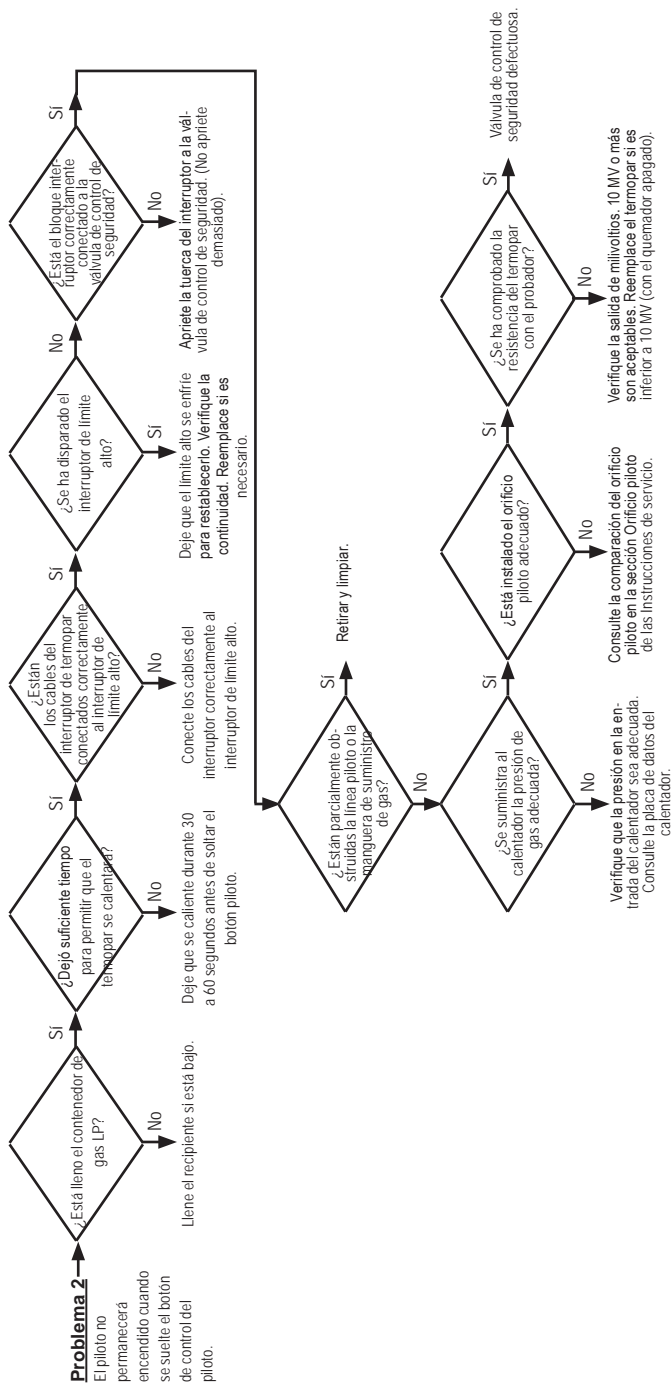 Problema 2
El piloto no
permanecerá
encendido cuando
se suelte el botón
de control del
piloto.
¿Está lleno el contenedor de
gas LP?
Sí
No
Llene el recipiente si está bajo.
¿Dejó suficiente tiempo
para permitir que el
termopar se calentara?
Sí
No
Deje que se caliente durante 30
a 60 segundos antes de soltar el
botón piloto.
¿Están
los cables del
interruptor de termopar
conectados correctamente
al interruptor de
límite alto?
Sí
No
Conecte los cables del
interruptor correctamente al
interruptor de límite alto.
¿Se ha disparado el
interruptor de límite
alto?
No
Sí
Deje que el límite alto se enfríe
para restablecerlo. Verifique la
continuidad. Reemplace si es
necesario.
¿Está el bloque inter-
ruptor correctamente
conectado a la
válvula de control de
seguridad?
Sí
No
Apriete la tuerca del interruptor a la vál-
vula de control de seguridad. (No apriete
demasiado).
¿Están parcialmente ob-
struidas la línea piloto o la
manguera de suministro
de gas?
Sí
Retirar y limpiar.
No
¿Se suministra al
calentador la presión de
gas adecuada?
Sí
No
Verifique que la presión en la en-
trada del calentador sea adecuada.
Consulte la placa de datos del
calentador.
¿Está instalado el orificio
piloto adecuado?
Sí
No
Consulte la comparación del orificio
piloto en la sección Orificio piloto
de las Instrucciones de servicio.
¿Se ha comprobado la
resistencia del termopar
con el probador?
Sí
No
Verifique la salida de milivoltios. 10 MV o más
son aceptables. Reemplace el termopar si es
inferior a 10 MV (con el quemador apagado).
Válvula de control de
seguridad defectuosa.